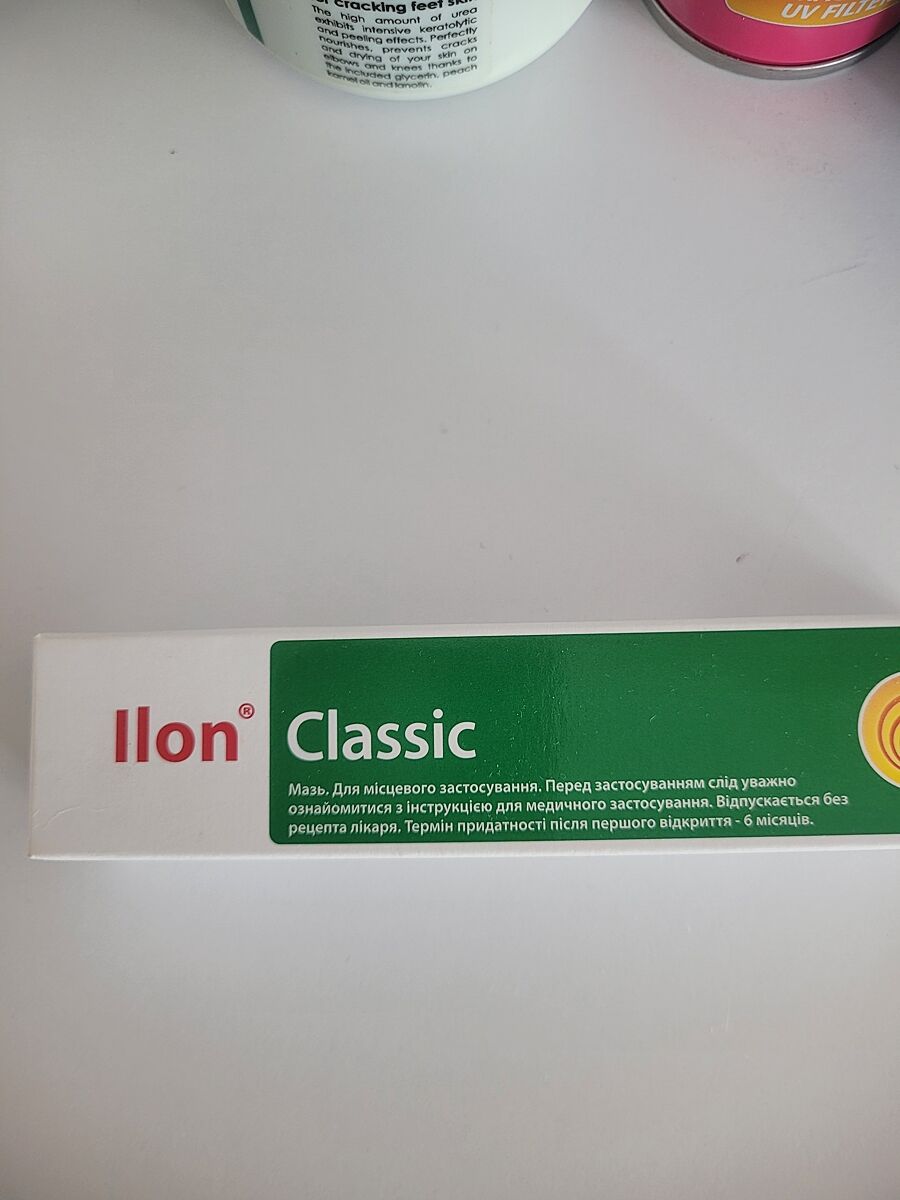 cracking feet
The high amount of urea
exhibits intensive keratolytic
and peeling effects. Perfectly
nourishes, prevents cracks
and drying of your skin on
elbows and knees thanks to
the included glycerin, peach
kernel oil and lanolin.
UV FILTER
Ilon® Classic
Мазь. Для місцевого застосування. Перед застосуванням слід уважно
ознайомитися з інструкцією для медичного застосування. Відпускається без
рецепта лікаря. Термін придатності після першого відкриття - 6 місяців.